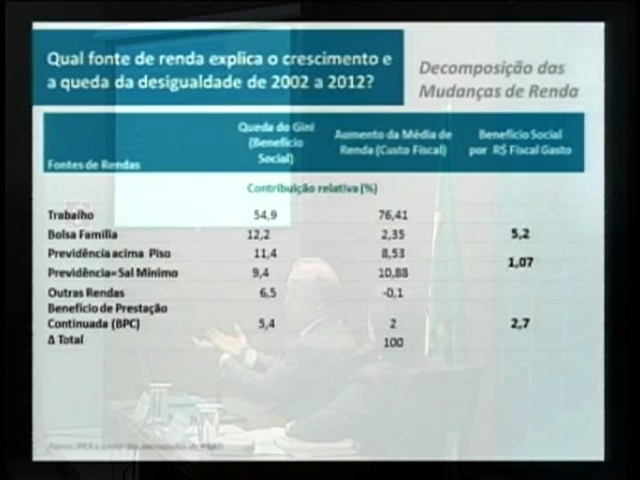 Qual fonte de renda explica o crescimento e
a queda da desigualdade de 2002 a 2012?
Decomposição das
Mudanças de Renda
Fontes de Rendas
Queda do Gini
(Benefício
Social)
Aumento da Média de
Renda (Custo Fiscal)
Benefício Social
por R$ Fiscal Gasto
Contribuição relativa (%)
Trabalho 54,9 76,41
Bolsa Família 12,2 2,35 5,2
Previdência acima Piso 11,4 8,53
1,07
Previdência=Sal Mínimo 9,4 10,88
Outras Rendas 6,5 -0,1
Benefício de Prestação
Continuada (BPC) 5,4 2 2,7
Δ Total 100